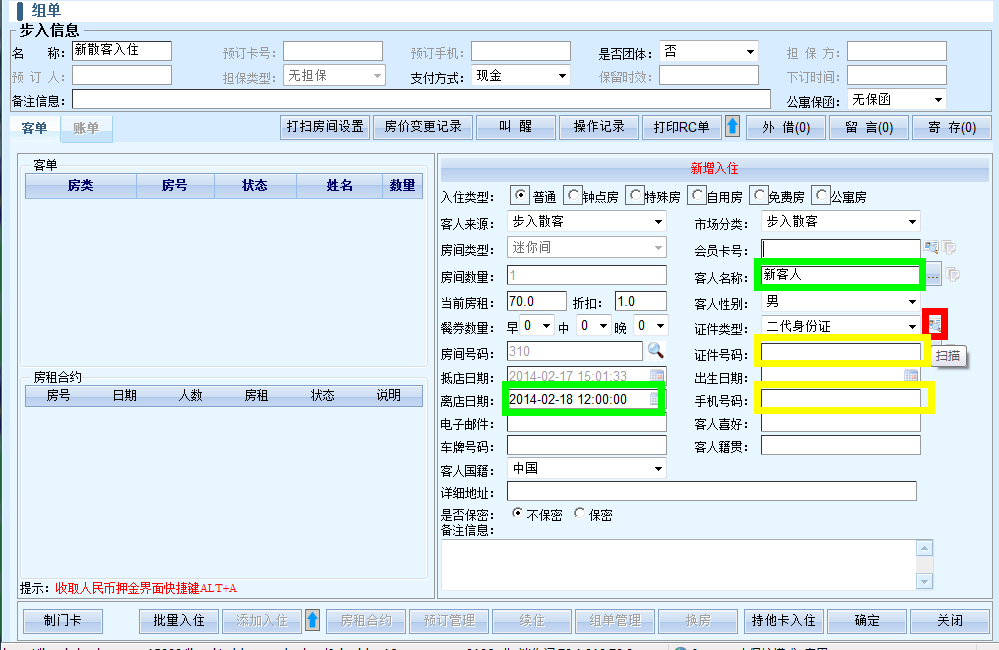 组单
步入信息
名 称: 新散客入住 预订卡号: 预订手机: 是否团体: 否 担 保 方:
预 订 人: 担保类型: 无担保 支付方式: 现金 保留时效: 下订时间:
备注信息: 公寓保函: 无保函
客单 账单 打扫房间设置 房价变更记录 叫 醒 操作记录 打印RC单 外 借(0) 留 言(0) 寄 存(0)
客单
房类 房号 状态 姓名 数量
房租合约
房号 日期 人数 房租 状态 说明
提示: 收取人民币押金界面快捷键ALT+A
新增入住
入住类型: 普通 钟点房 特殊房 自用房 免费房 公寓房
客人来源: 步入散客 市场分类: 步入散客
房间类型: 迷你间 会员卡号:
房间数量: 1 客人名称: 新客人 ...
当前房租: 70.0 折扣: 1.0 客人性别: 男
餐券数量: 早 0 中 0 晚 0 证件类型: 二代身份证
房间号码: 310 证件号码: 扫描
抵店日期: 2014-02-17 15:01:33 出生日期:
离店日期: 2014-02-18 12:00:00 手机号码:
电子邮件: 客人喜好:
车牌号码: 客人籍贯:
客人国籍: 中国
详细地址:
是否保密: 不保密 保密
备注信息:
制门卡 批量入住 添加入住 房租合约 预订管理 续住 组单管理 换房 持他卡入住 确定 关闭